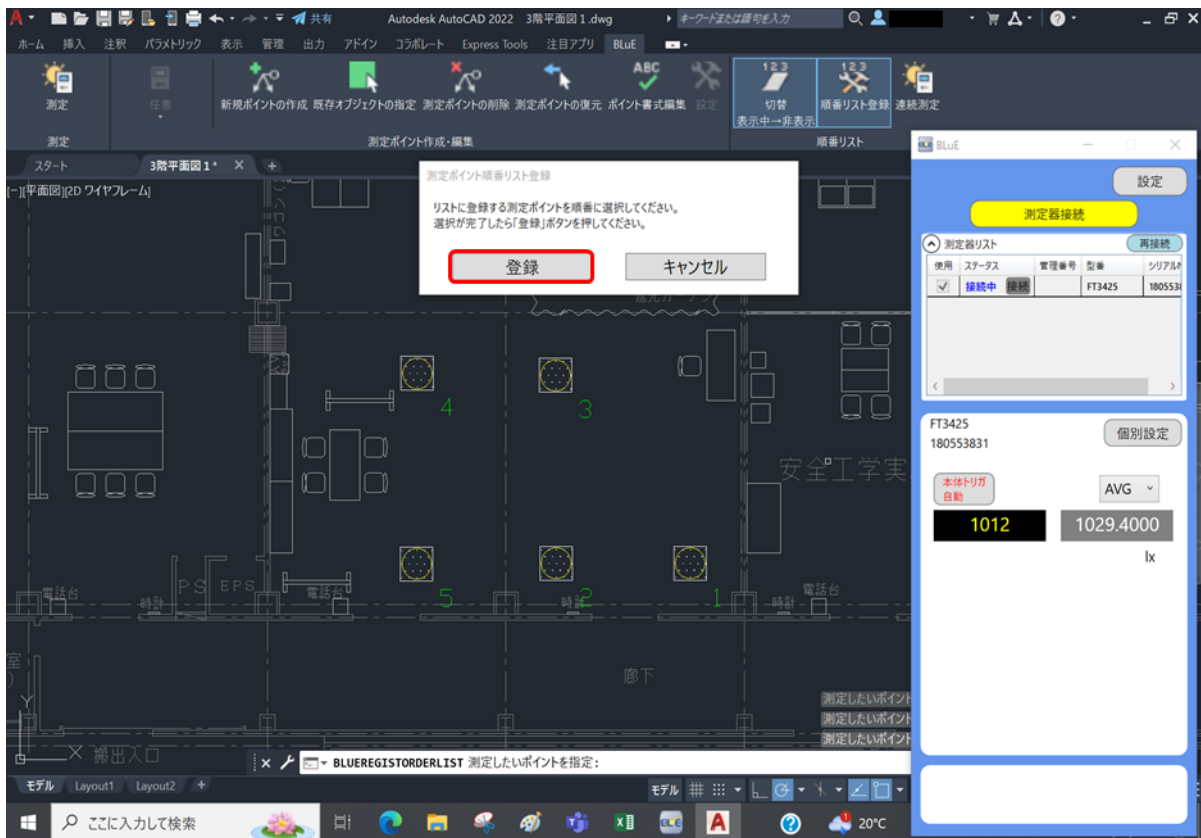 共有 Autodesk AutoCAD 2022 3階平面図1.dwg キーワードまたは語句を入力
ホーム 挿入 注釈 パラメトリック 表示 管理 出力 アドイン コラボレート Express Tools 注目アプリ BLuE
ABC 123 123
測定 任意 新規ポイントの作成 既存オブジェクトの指定 測定ポイントの削除 測定ポイントの復元 ポイント書式編集 設定 切替 順番リスト登録 連続測定
表示中→非表示
測定 測定ポイント作成・編集 順番リスト
スタート 3階平面図1* × +
[-][平面図][2D ワイヤフレーム]
測定ポイント順番リスト登録
リストに登録する測定ポイントを順番に選択してください。
選択が完了したら「登録」ボタンを押してください。
登録 キャンセル
BLuE
設定
測定器接続
測定器リスト 再接続
使用 ステータス 管理番号 型番 シリアルN
接続中 接続 FT3425 1805538
FT3425
180553831
個別設定
本体トリガ
自動
AVG
1012 1029.4000
lx
4 3
安全工学実
PS EPS
電話台 電話台 電話台
時計 時計 時計
5 2 1
廊下
室
測定したいポイント
測定したいポイント
測定したいポイント
Y
X 搬出入口
BLUEREGISTORDERLIST 測定したいポイントを指定:
モデル Layout1 Layout2 + モデル
ここに入力して検索 20℃